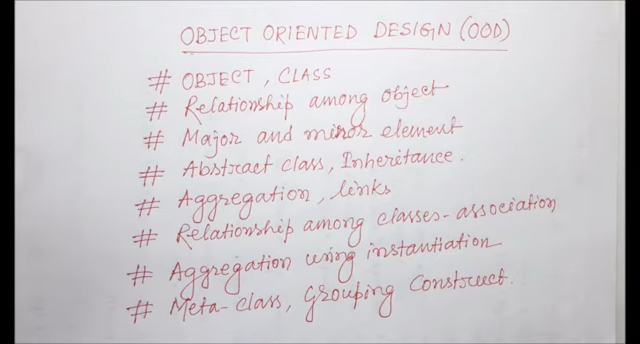 OBJECT ORIENTED DESIGN (OOD)
# OBJECT, CLASS
# Relationship among object
# Major and minor element
# Abstract class, Inheritance.
# Aggregation, links
# Relationship among classes-association
# Aggregation using instantiation
# Meta-class, Grouping Construct.